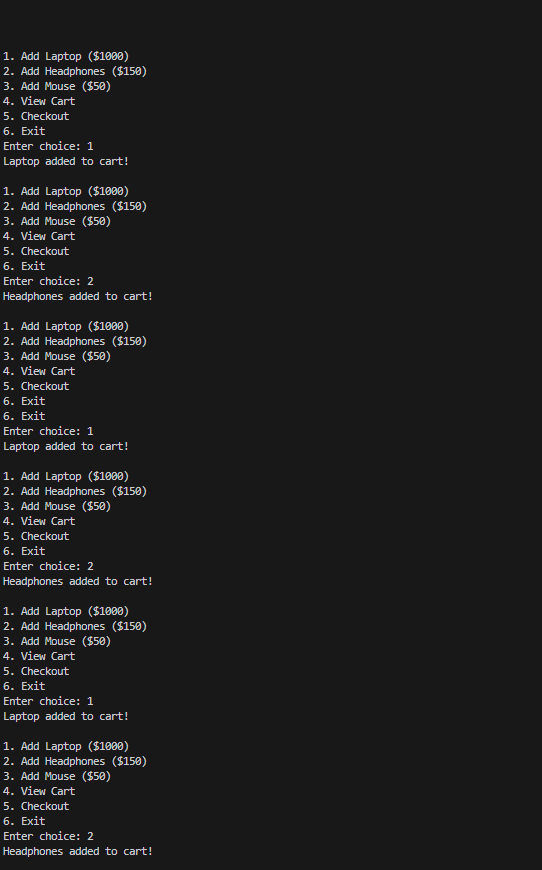 1. Add Laptop ($1000)
2. Add Headphones ($150)
3. Add Mouse ($50)
4. View Cart
5. Checkout
6. Exit
Enter choice: 1
Laptop added to cart!

1. Add Laptop ($1000)
2. Add Headphones ($150)
3. Add Mouse ($50)
4. View Cart
5. Checkout
6. Exit
Enter choice: 2
Headphones added to cart!

1. Add Laptop ($1000)
2. Add Headphones ($150)
3. Add Mouse ($50)
4. View Cart
5. Checkout
6. Exit
6. Exit
Enter choice: 1
Laptop added to cart!

1. Add Laptop ($1000)
2. Add Headphones ($150)
3. Add Mouse ($50)
4. View Cart
5. Checkout
6. Exit
Enter choice: 2
Headphones added to cart!

1. Add Laptop ($1000)
2. Add Headphones ($150)
3. Add Mouse ($50)
4. View Cart
5. Checkout
6. Exit
Enter choice: 1
Laptop added to cart!

1. Add Laptop ($1000)
2. Add Headphones ($150)
3. Add Mouse ($50)
4. View Cart
5. Checkout
6. Exit
Enter choice: 2
Headphones added to cart!